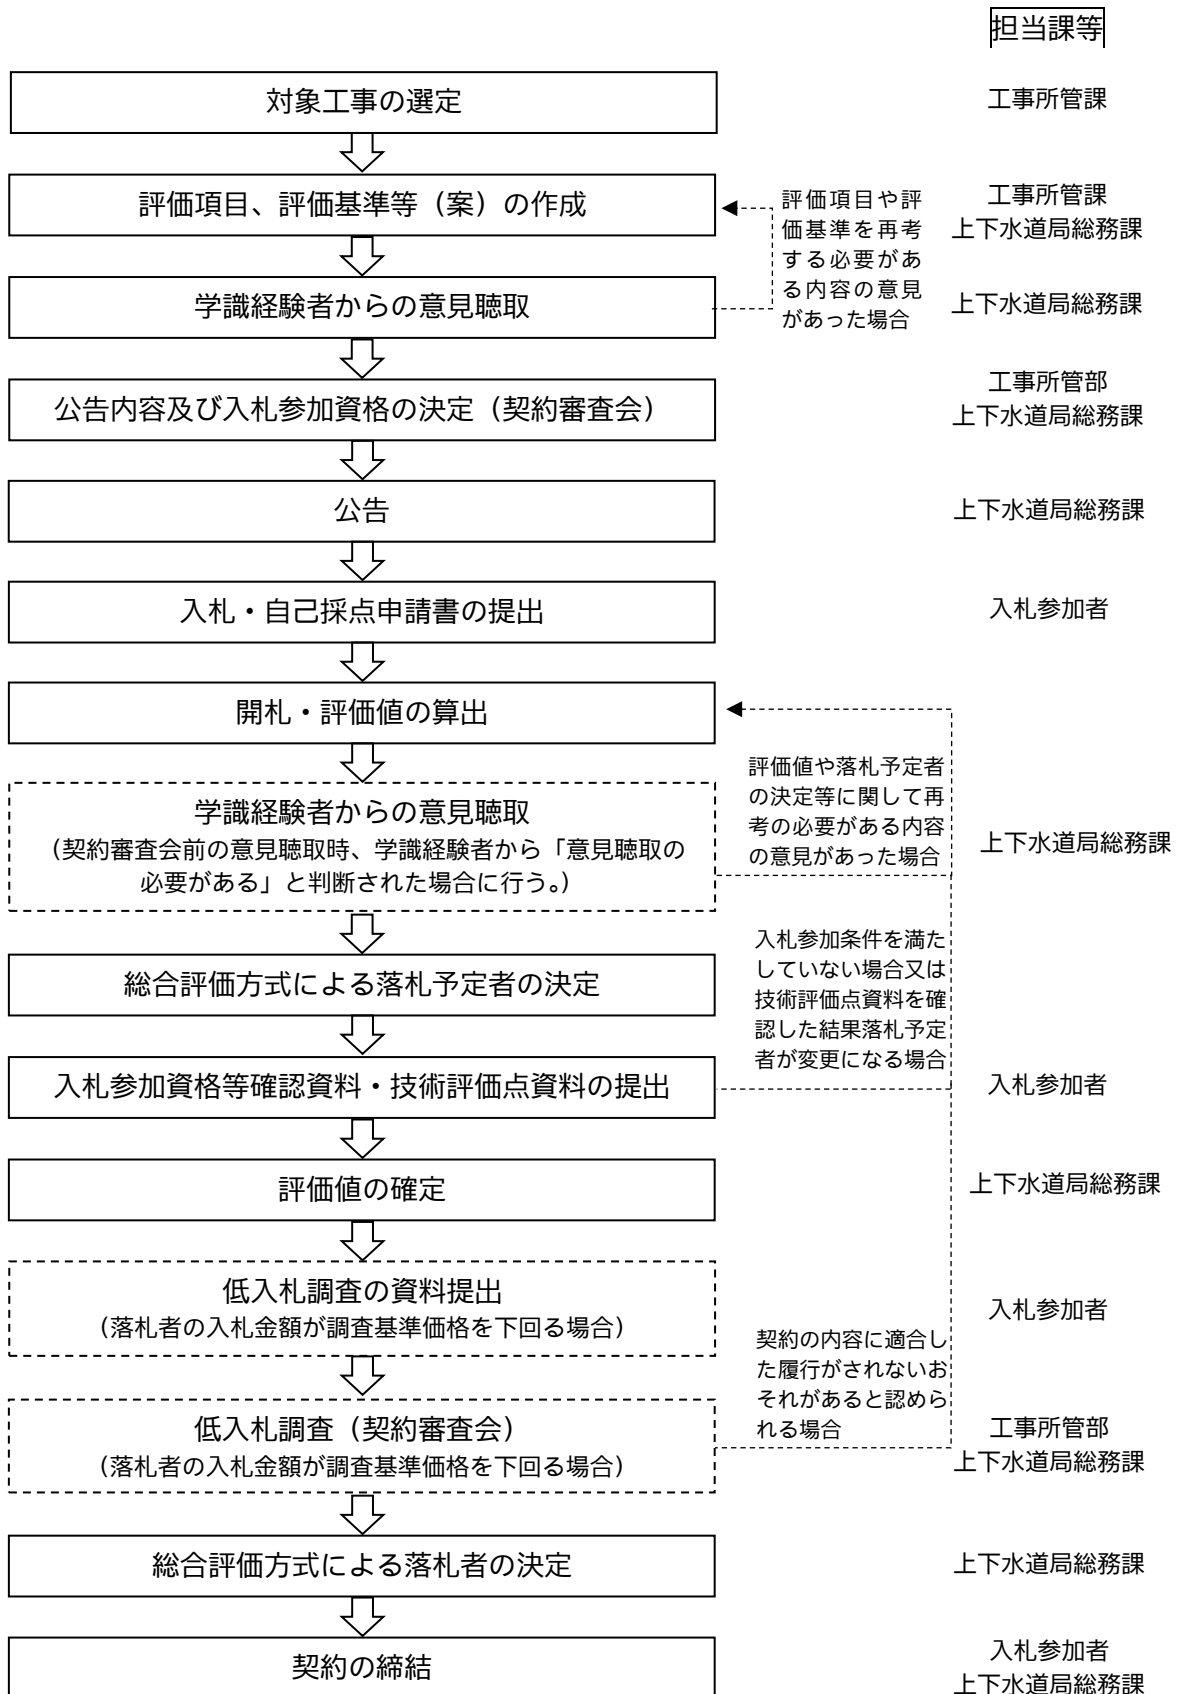 担当課等
対象工事の選定
工事所管課
評価項目、評価基準等（案）の作成
工事所管課
上下水道局総務課
評価項目や評
価基準を再考
する必要があ
る内容の意見
があった場合
学識経験者からの意見聴取
上下水道局総務課
公告内容及び入札参加資格の決定（契約審査会）
工事所管部
上下水道局総務課
公告
上下水道局総務課
入札・自己採点申請書の提出
入札参加者
開札・評価値の算出
評価値や落札予定者
の決定等に関して再
考の必要がある内容
の意見があった場合
学識経験者からの意見聴取
（契約審査会前の意見聴取時、学識経験者から「意見聴取の
必要がある」と判断された場合に行う。）
上下水道局総務課
総合評価方式による落札予定者の決定
入札参加条件を満た
していない場合又は
技術評価点資料を確
認した結果落札予定
者が変更になる場合
入札参加資格等確認資料・技術評価点資料の提出
入札参加者
評価値の確定
上下水道局総務課
低入札調査の資料提出
（落札者の入札金額が調査基準価格を下回る場合）
入札参加者
契約の内容に適合し
た履行がされないお
それがあると認めら
れる場合
低入札調査（契約審査会）
（落札者の入札金額が調査基準価格を下回る場合）
工事所管部
上下水道局総務課
総合評価方式による落札者の決定
上下水道局総務課
契約の締結
入札参加者
上下水道局総務課